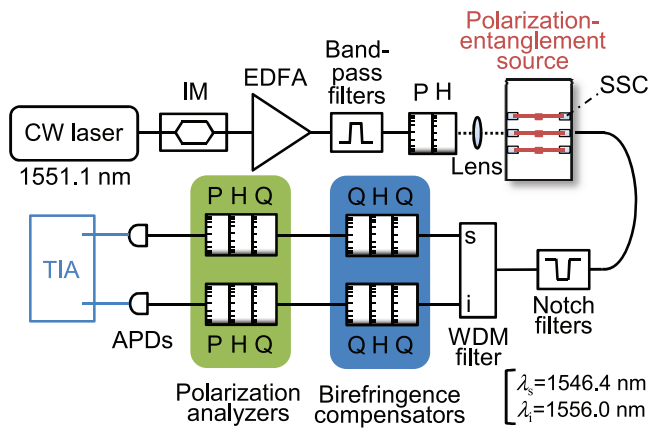 Polarization-
entanglement
source
Band-
pass
filters
EDFA
IM
P H
SSC
CW laser
Lens
1551.1 nm
P H Q
Q H Q
s
TIA
i
Notch
filters
APDs
P H Q
Q H Q
WDM
filter
Polarization
analyzers
Birefringence
compensators
λs=1546.4 nm
λi=1556.0 nm